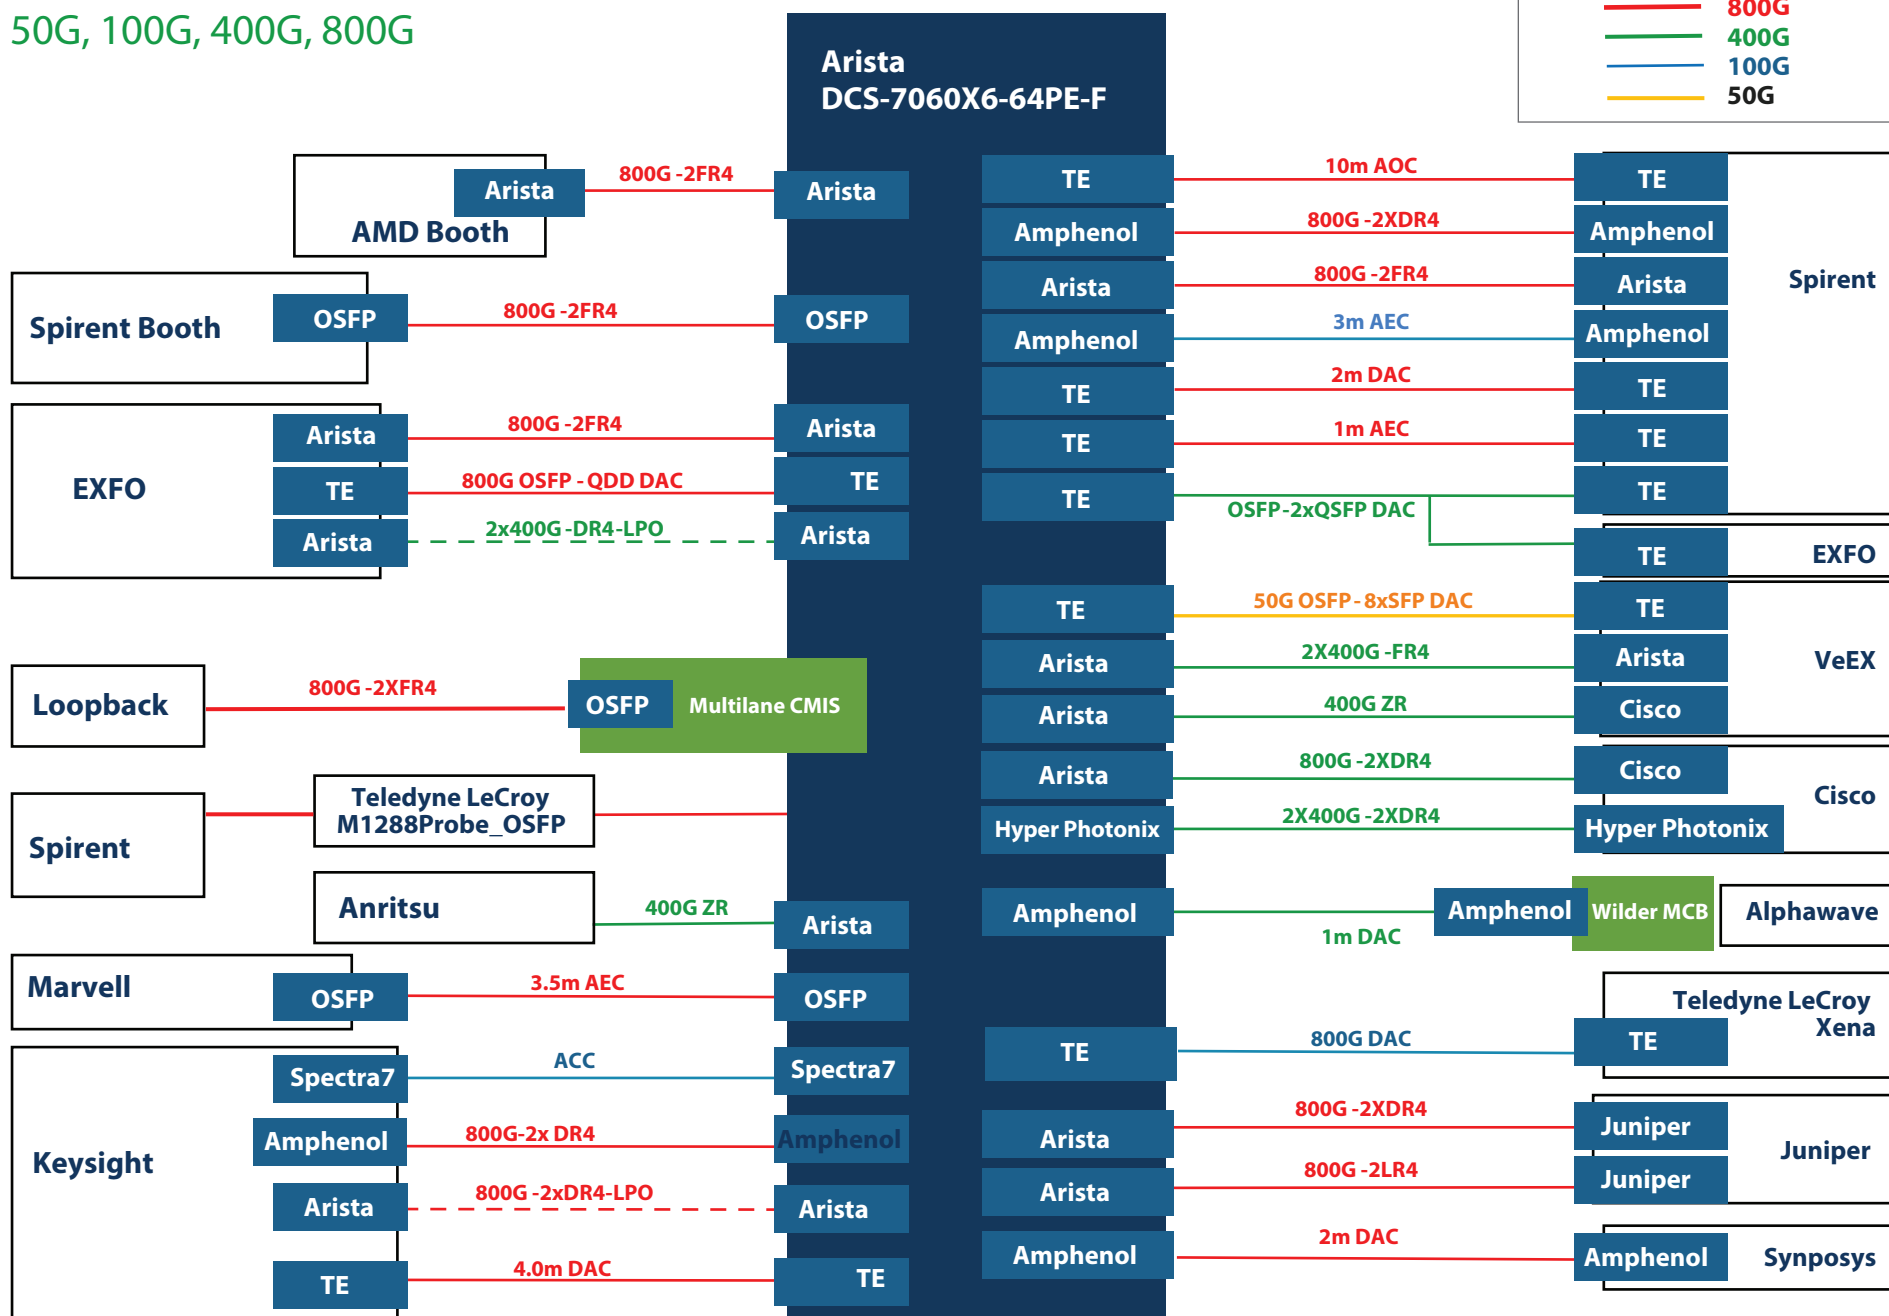 50G, 100G, 400G, 800G
800G
400G
100G
50G
Arista
DCS-7060X6-64PE-F
Arista
AMD Booth
800G -2FR4
Arista
Spirent Booth
OSFP
800G -2FR4
OSFP
EXFO
Arista
800G -2FR4
Arista
TE
800G OSFP - QDD DAC
TE
Arista
2x400G -DR4-LPO
Arista
Loopback
800G -2XFR4
OSFP
Multilane CMIS
Spirent
Teledyne LeCroy
M1288Probe_OSFP
Anritsu
400G ZR
Arista
Marvell
OSFP
3.5m AEC
OSFP
Keysight
Spectra7
ACC
Spectra7
Amphenol
800G-2x DR4
Amphenol
Arista
800G -2xDR4-LPO
Arista
TE
4.0m DAC
TE
TE
10m AOC
TE
Amphenol
800G -2XDR4
Amphenol
Arista
800G -2FR4
Arista
Spirent
Amphenol
3m AEC
Amphenol
TE
2m DAC
TE
TE
1m AEC
TE
TE
OSFP-2xQSFP DAC
TE
TE
EXFO
TE
50G OSFP - 8xSFP DAC
TE
Arista
2X400G -FR4
Arista
VeEX
Arista
400G ZR
Cisco
Arista
800G -2XDR4
Cisco
Cisco
Hyper Photonix
2X400G -2XDR4
Hyper Photonix
Amphenol
1m DAC
Amphenol
Wilder MCB
Alphawave
TE
800G DAC
TE
Teledyne LeCroy
Xena
Arista
800G -2XDR4
Juniper
Juniper
Arista
800G -2LR4
Juniper
Amphenol
2m DAC
Amphenol
Synposys